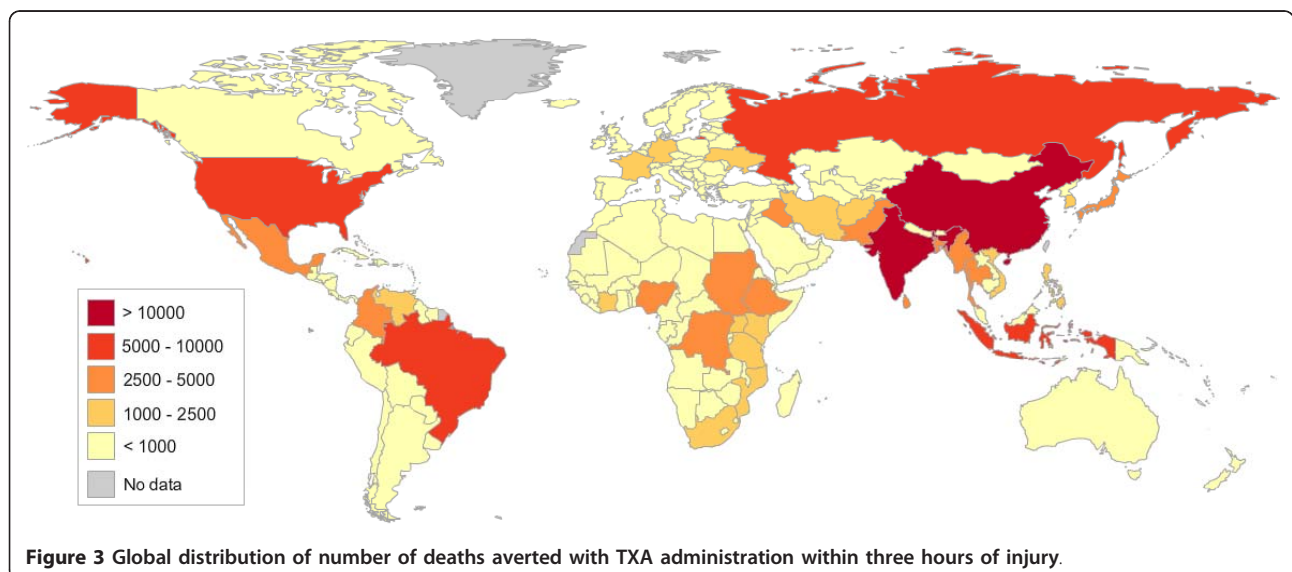 > 10000
5000 - 10000
2500 - 5000
1000 - 2500
< 1000
No data
Figure 3 Global distribution of number of deaths averted with TXA administration within three hours of injury.